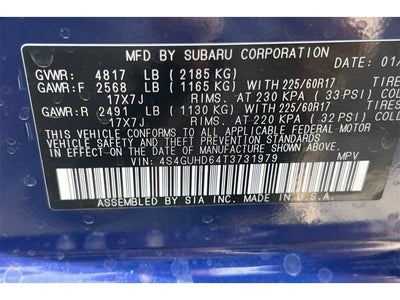 MFD BY SUBARU CORPORATION DATE: 01/
GVWR: 4817 LB (2185 KG)
GAWR:F 2568 LB (1165 KG) WITH 225/60R17 TIRE
17X7J RIMS. AT 230 KPA (33 PSI) COLD
GAWR:R 2491 LB (1130 KG) WITH 225/60R17 TIRE
17X7J RIMS. AT 220 KPA (32 PSI) COL
THIS VEHICLE CONFORMS TO ALL APPLICABLE FEDERAL MOTOR
VEHICLE SAFETY BUMPER, AND THEFT PREVENTION STANDARDS
IN EFFECT ON THE DATE OF MANUFACTURE SHOWN ABOVE.
VIN: 4S4GUHD64T3731979 MPV
ASSEMBLED BY SIA INC. MADE IN U.S.A.